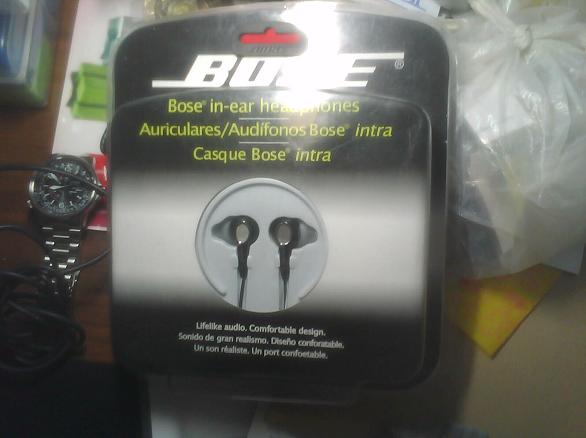 BOSE®
Bose® in-ear headphones
Auriculares/Audífonos Bose® intra
Casque Bose® intra
Lifelike audio. Comfortable design.
Sonido de gran realismo. Diseño confortable.
Un son réaliste. Un port confoetable.